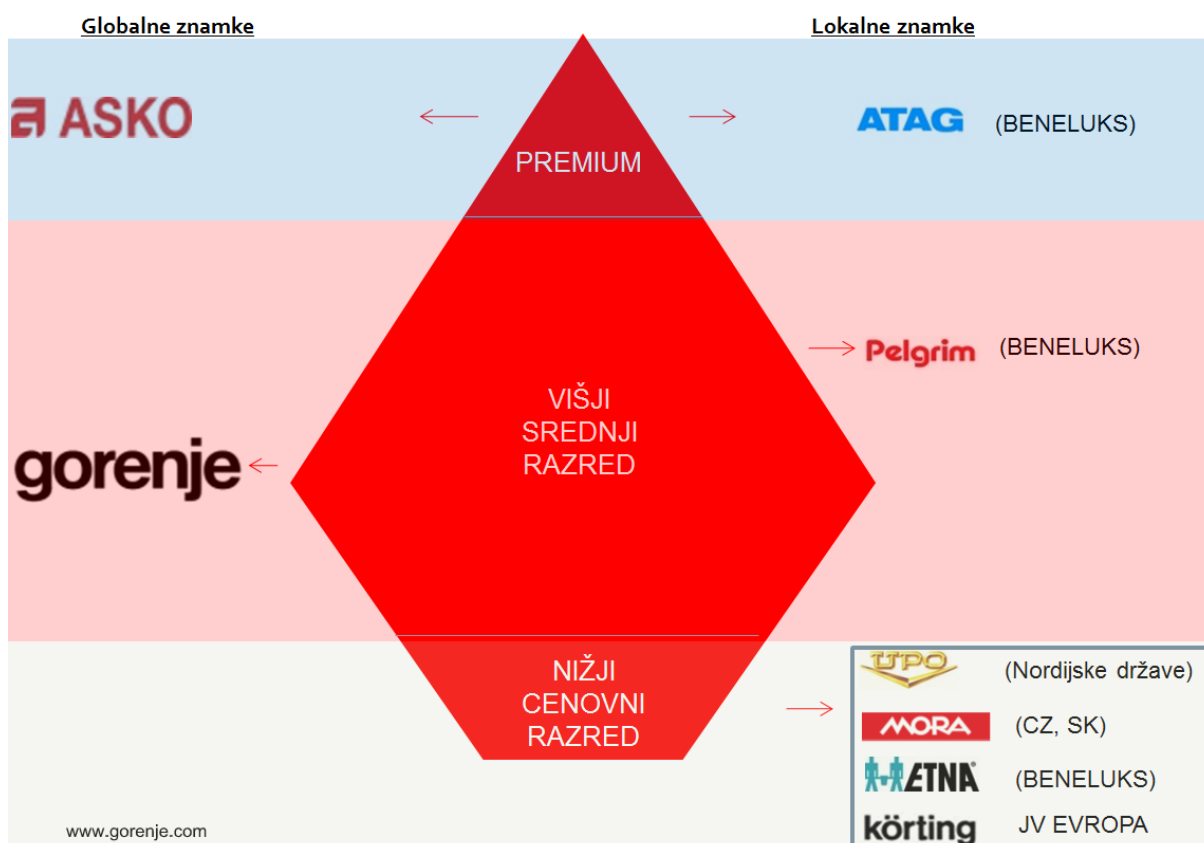 Globalne znamke
Lokalne znamke
ASKO
PREMIUM
ATAG
(BENELUKS)
Pelgrim
(BENELUKS)
VIŠJI
SREDNJI
RAZRED
gorenje
NIŽJI
CENOVNI
RAZRED
UPO
(Nordijske države)
MORA
(CZ, SK)
ETNA®
(BENELUKS)
körting
JV EVROPA
www.gorenje.com